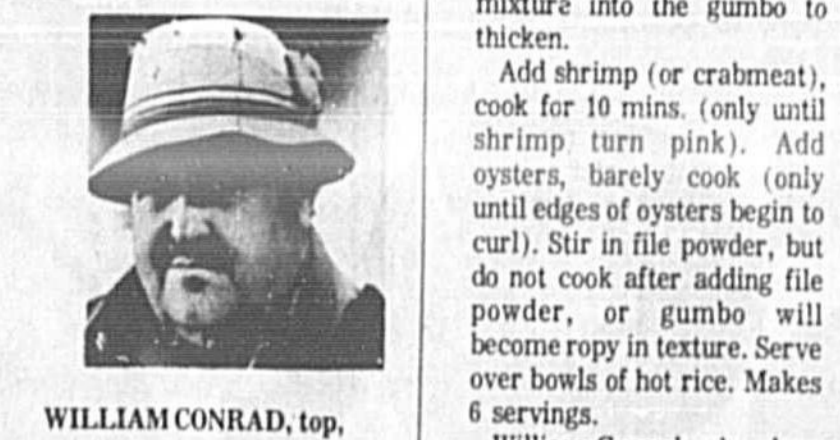 WILLIAM CONRAD, top,
mixture into the gumbo to
thicken.
Add shrimp (or crabmeat),
cook for 10 mins. (only until
shrimp turn pink). Add
oysters, barely cook (only
until edges of oysters begin to
curl). Stir in file powder, but
do not cook after adding file
powder, or gumbo will
become ropy in texture. Serve
over bowls of hot rice. Makes
6 servings.